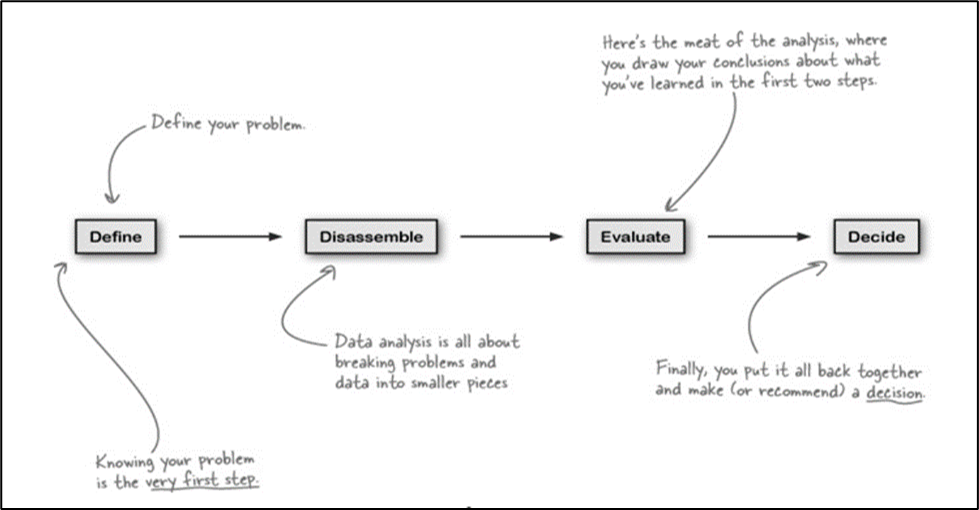 Here's the meat of the analysis, where
you draw your conclusions about what
you've learned in the first two steps.
Define your problem.
Define
Disassemble
Evaluate
Decide
Data analysis is all about
breaking problems and
data into smaller pieces
Finally, you put it all back together
and make (or recommend) a decision.
Knowing your problem
is the very first step.